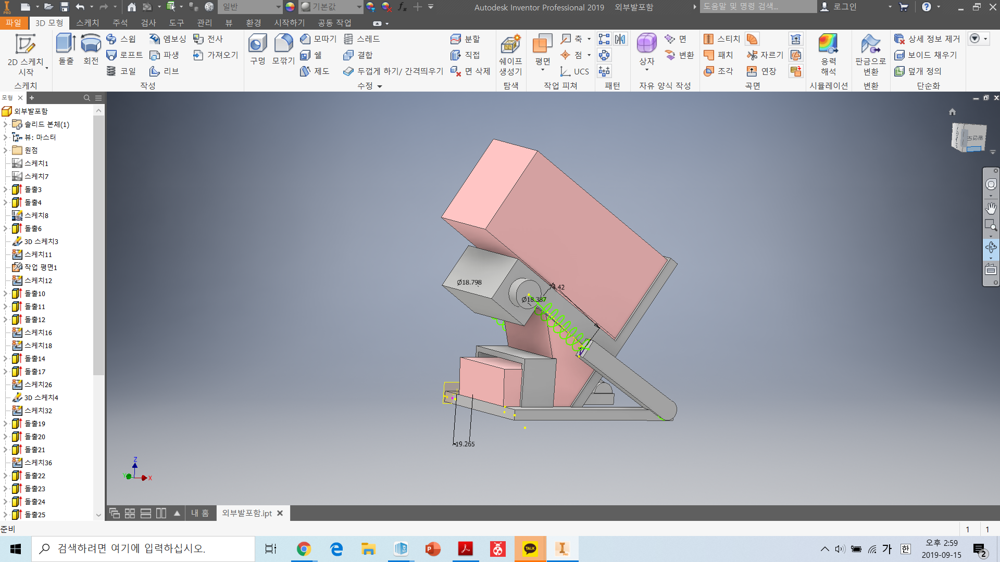 PRO
일반
기본값
fx
Autodesk Inventor Professional 2019
외부발포함
도움말 및 명령 검색...
로그인
파일
3D 모형
스케치
주석
검사
도구
관리
뷰
환경
시작하기
공동 작업
2D 스케치
시작
스케치
돌출
회전
스윕
엠보싱
전사
로프트
파생
가져오기
코일
리브
작성
구멍
모깎기
모따기
스레드
분할
쉘
결합
직접
제도
두껍게 하기/ 간격띄우기
면 삭제
수정
쉐이프
생성기
탐색
평면
축
점
UCS
작업 피쳐
패턴
상자
면
변환
자유 양식 작성
스티치
패치
자르기
조각
연장
곡면
응력
해석
시뮬레이션
판금으로
변환
변환
상세 정보 제거
보이드 채우기
덮개 정의
단순화
모형
외부발포함
솔리드 본체(1)
뷰: 마스터
원점
스케치1
스케치7
돌출3
돌출4
스케치8
돌출6
3D 스케치3
스케치11
작업 평면1
스케치12
돌출10
돌출11
돌출12
스케치16
스케치18
돌출14
돌출17
스케치26
3D 스케치4
스케치32
돌출19
돌출20
돌출21
스케치36
돌출22
돌출23
돌출24
돌출25
Ø18.798
74.42
Ø18.387
19.265
Z
Y
X
내 홈
외부발포함.ipt
준비
1
1
검색하려면 여기에 입력하십시오.
TALK
가
한
오후 2:59
2019-09-15
2